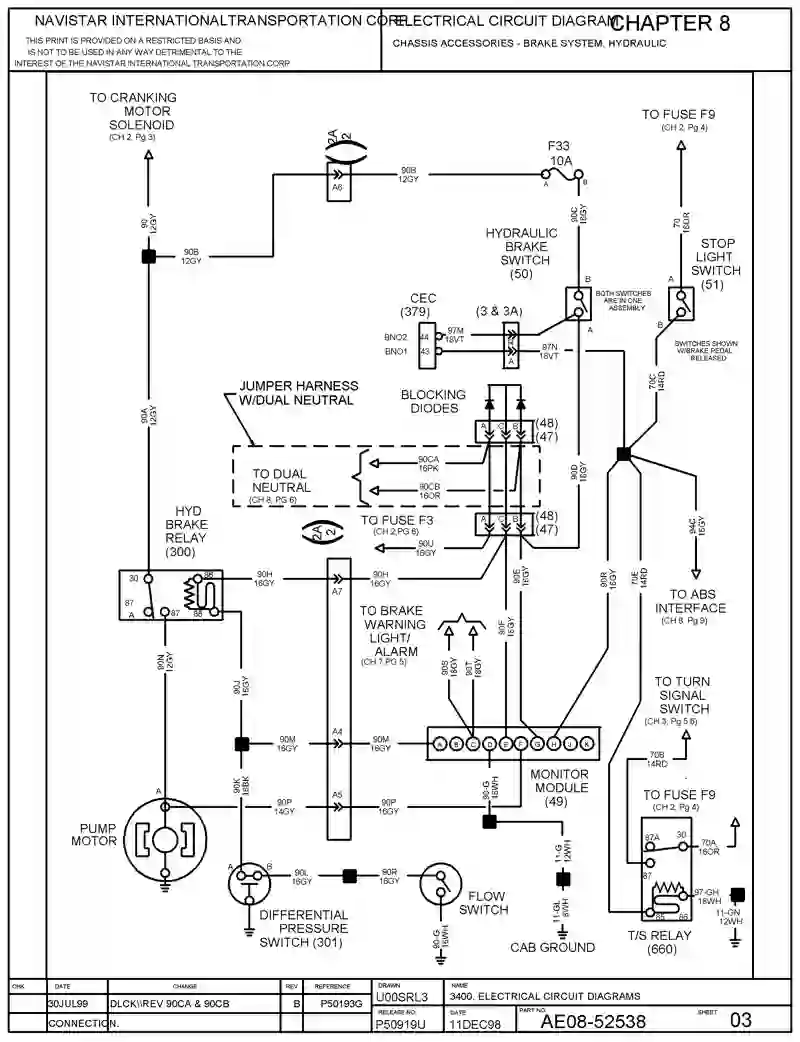 NAVISTAR INTERNATIONAL TRANSPORTATION CORP.
THIS PRINT IS PROVIDED ON A RESTRICTED BASIS AND
IS NOT TO BE USED IN ANY WAY DETRIMENTAL TO THE
INTEREST OF THE NAVISTAR INTERNATIONAL TRANSPORTATION CORP
ELECTRICAL CIRCUIT DIAGRAM
CHAPTER 8
CHASSIS ACCESSORIES - BRAKE SYSTEM, HYDRAULIC
TO CRANKING
MOTOR
SOLENOID
(CH 2, Pg 3)
2A
2
A6
90B
12GY
F33
10A
A
B
TO FUSE F9
(CH 2, Pg 4)
90
12GY
90B
12GY
90C
16GY
70
16OR
HYDRAULIC
BRAKE
SWITCH
(50)
STOP
LIGHT
SWITCH
(51)
B
A
BOTH SWITCHES
ARE IN ONE
ASSEMBLY
A
B
SWITCHES SHOWN
W/BRAKE PEDAL
RELEASED
CEC
(379)
(3 & 3A)
BNO2
44
97M
18VT
BNO1
43
A
97N
18VT
70C
14RD
JUMPER HARNESS
W/DUAL NEUTRAL
BLOCKING
DIODES
90A
12GY
A
C
B
(48)
(47)
TO DUAL
NEUTRAL
(CH 8, PG 6)
90CA
16PK
90CB
16OR
90D
16GY
HYD
BRAKE
RELAY
(300)
2A
2
TO FUSE F3
(CH 2,PG 6)
90U
16GY
A
C
B
(48)
(47)
94C
16GY
30
86
87
A
87
88
90H
16GY
A7
90H
16GY
90E
16GY
90R
16GY
70E
14RD
TO ABS
INTERFACE
(CH 8 Pg 9)
TO BRAKE
WARNING
LIGHT/
ALARM
(CH 7,PG 5)
90F
16GY
90N
12GY
90J
16GY
90S
18GY
90T
18GY
TO TURN
SIGNAL
SWITCH
(CH 3, Pg 5 6)
90M
16GY
A4
90M
16GY
A B C D E F G H J K
90K
16BK
MONITOR
MODULE
(49)
90-G
16WH
70B
14RD
TO FUSE F9
(CH 2, Pg 4)
A
90P
14GY
A5
90P
16GY
PUMP
MOTOR
87A
30
70A
16OR
87
11-G
12WH
A
B
90L
16GY
90R
16GY
FLOW
SWITCH
97-GH
18WH
11-GN
12WH
85
86
DIFFERENTIAL
PRESSURE
SWITCH (301)
90-G
16WH
11-GL
8WH
CAB GROUND
T/S RELAY
(660)
CHK
DATE
CHANGE
REV
REFERENCE
DRAWN
U00SRL3
NAME
3400. ELECTRICAL CIRCUIT DIAGRAMS
30JUL99
DLCK\\REV 90CA & 90CB
B
P50193G
CONNECTION.
RELEASE NO.
P50919U
DATE
11DEC98
PART NO.
AE08-52538
SHEET
03